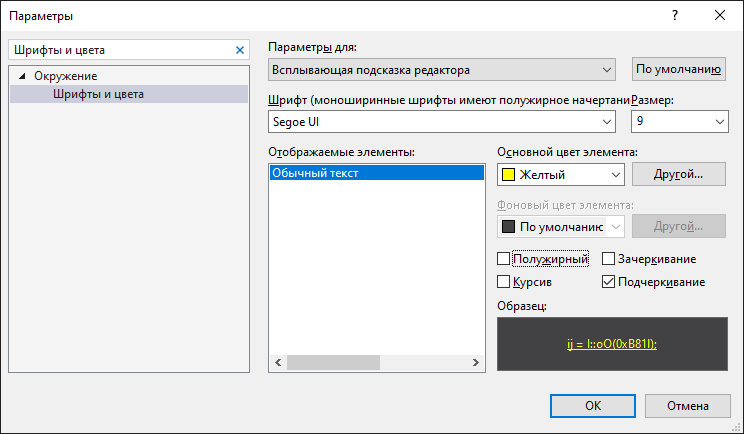 Параметры
Шрифты и цвета
Окружение
Шрифты и цвета
Параметры для:
Всплывающая подсказка редактора
По умолчанию
Шрифт (моноширинные шрифты имеют полужирное начертани
Размер:
Segoe UI
9
Отображаемые элементы:
Обычный текст
Основной цвет элемента:
Желтый
Другой...
Фоновый цвет элемента:
По умолчанию
Другой...
Полужирный
Зачеркивание
Курсив
Подчеркивание
Образец:
ij = I::oO(0xB81l);
ОК
Отмена